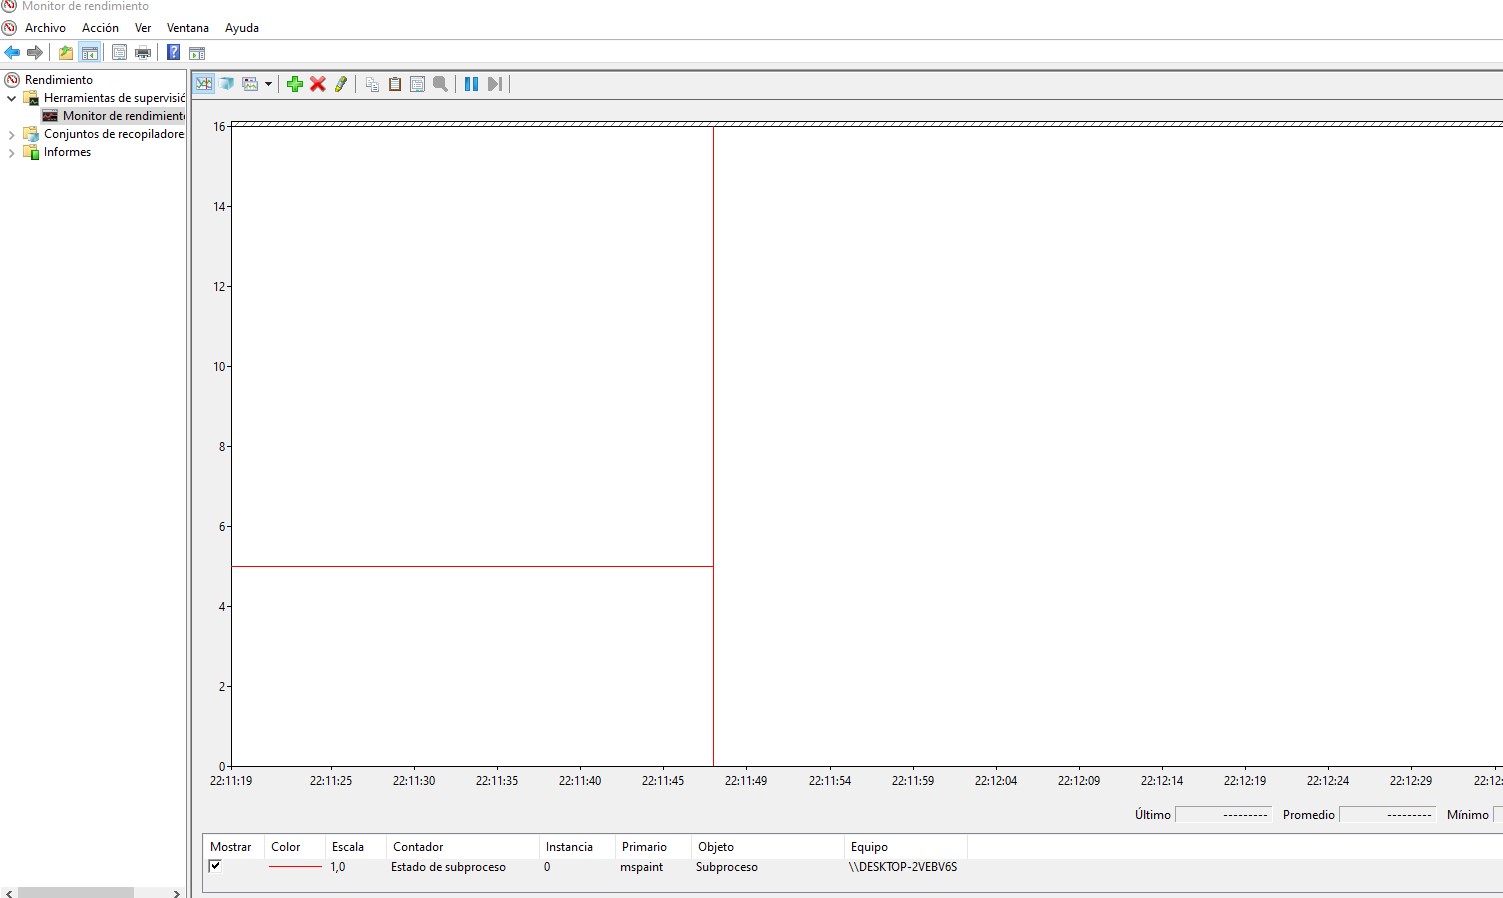 Monitor de rendimiento
Archivo Acción Ver Ventana Ayuda
Rendimiento
Herramientas de supervisió
Monitor de rendimiento
Conjuntos de recopiladore
Informes
16
14
12
10
8
6
4
2
0
22:11:19 22:11:25 22:11:30 22:11:35 22:11:40 22:11:45 22:11:49 22:11:54 22:11:59 22:12:04 22:12:09 22:12:14 22:12:19 22:12:24 22:12:29 22:12:
Último --------- Promedio --------- Mínimo
Mostrar Color Escala Contador Instancia Primario Objeto Equipo
1,0 Estado de subproceso 0 mspaint Subproceso \\DESKTOP-2VEBV6S